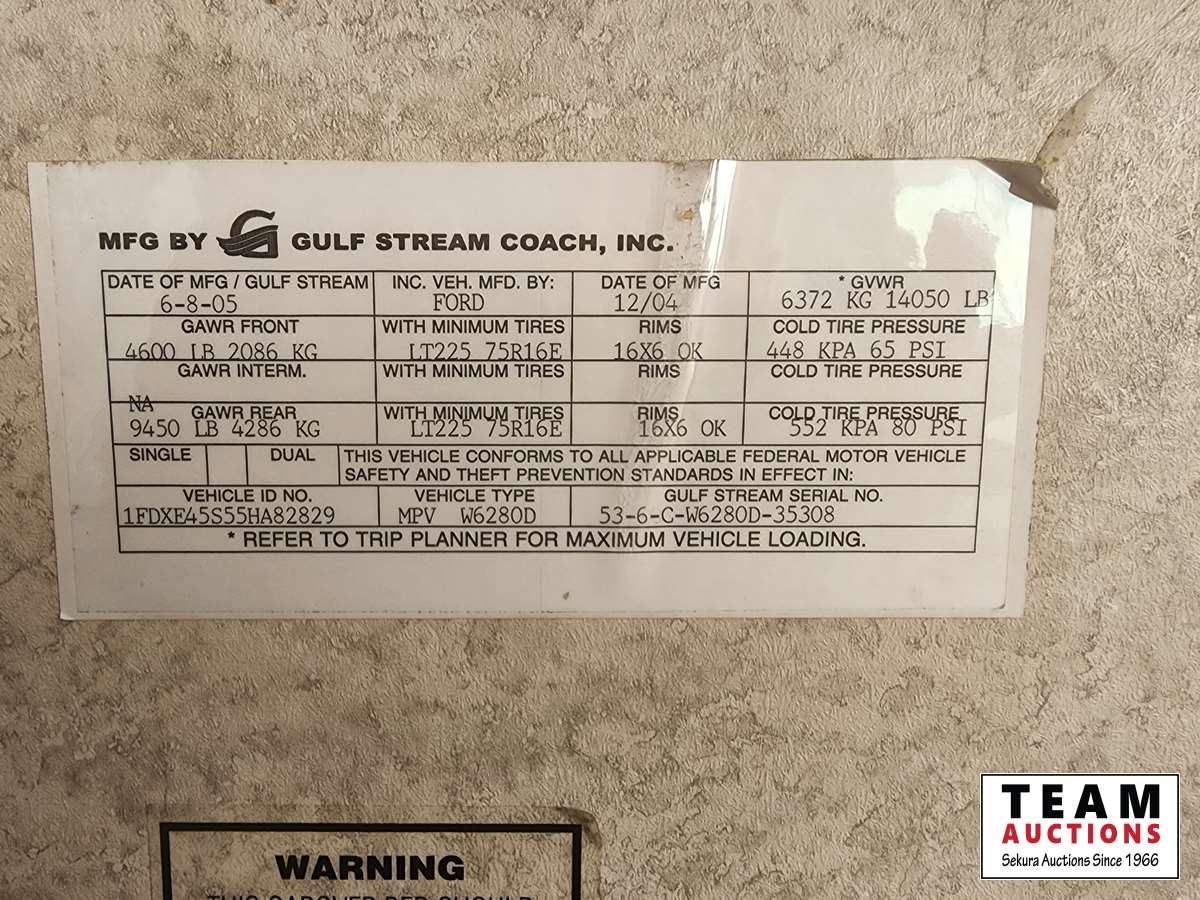 MFG BY GULF STREAM COACH, INC.
DATE OF MFG / GULF STREAM INC. VEH. MFD. BY: DATE OF MFG * GVWR
6-8-05 FORD 12/04 6372 KG 14050 LB
GAWR FRONT WITH MINIMUM TIRES RIMS COLD TIRE PRESSURE
4600 LB 2086 KG LT225 75R16E 16X6 OK 448 KPA 65 PSI
GAWR INTERM. WITH MINIMUM TIRES RIMS COLD TIRE PRESSURE
NA
GAWR REAR WITH MINIMUM TIRES RIMS COLD TIRE PRESSURE
9450 LB 4286 KG LT225 75R16E 16X6 OK 552 KPA 80 PSI
SINGLE DUAL THIS VEHICLE CONFORMS TO ALL APPLICABLE FEDERAL MOTOR VEHICLE
SAFETY AND THEFT PREVENTION STANDARDS IN EFFECT IN:
VEHICLE ID NO. VEHICLE TYPE GULF STREAM SERIAL NO.
1FDXE45S55HA82829 MPV W6280D 53-6-C-W6280D-35308
* REFER TO TRIP PLANNER FOR MAXIMUM VEHICLE LOADING.
WARNING
THIS CABOVER BED SHOULD
TEAM
AUCTIONS
Sekura Auctions Since 1966